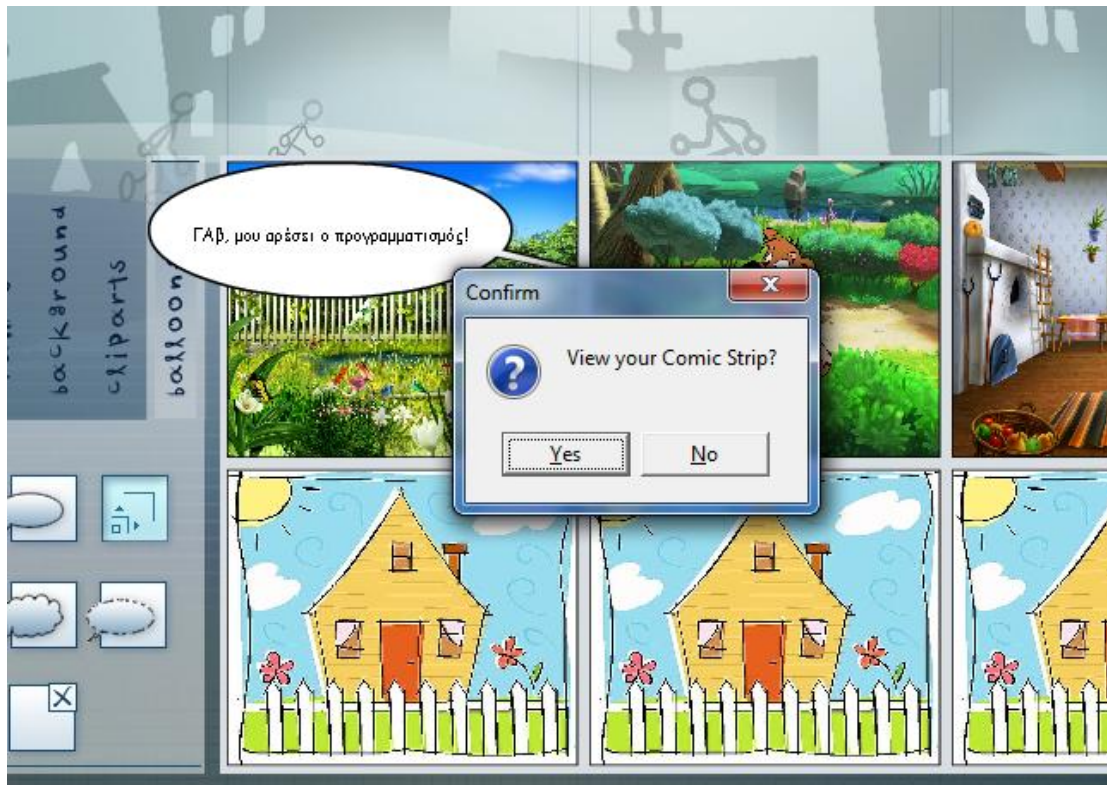 ΓΑβ, μου αρέσει ο προγραμματισμός!
Confirm
View your Comic Strip?
Yes
No
background
cliparts
balloon